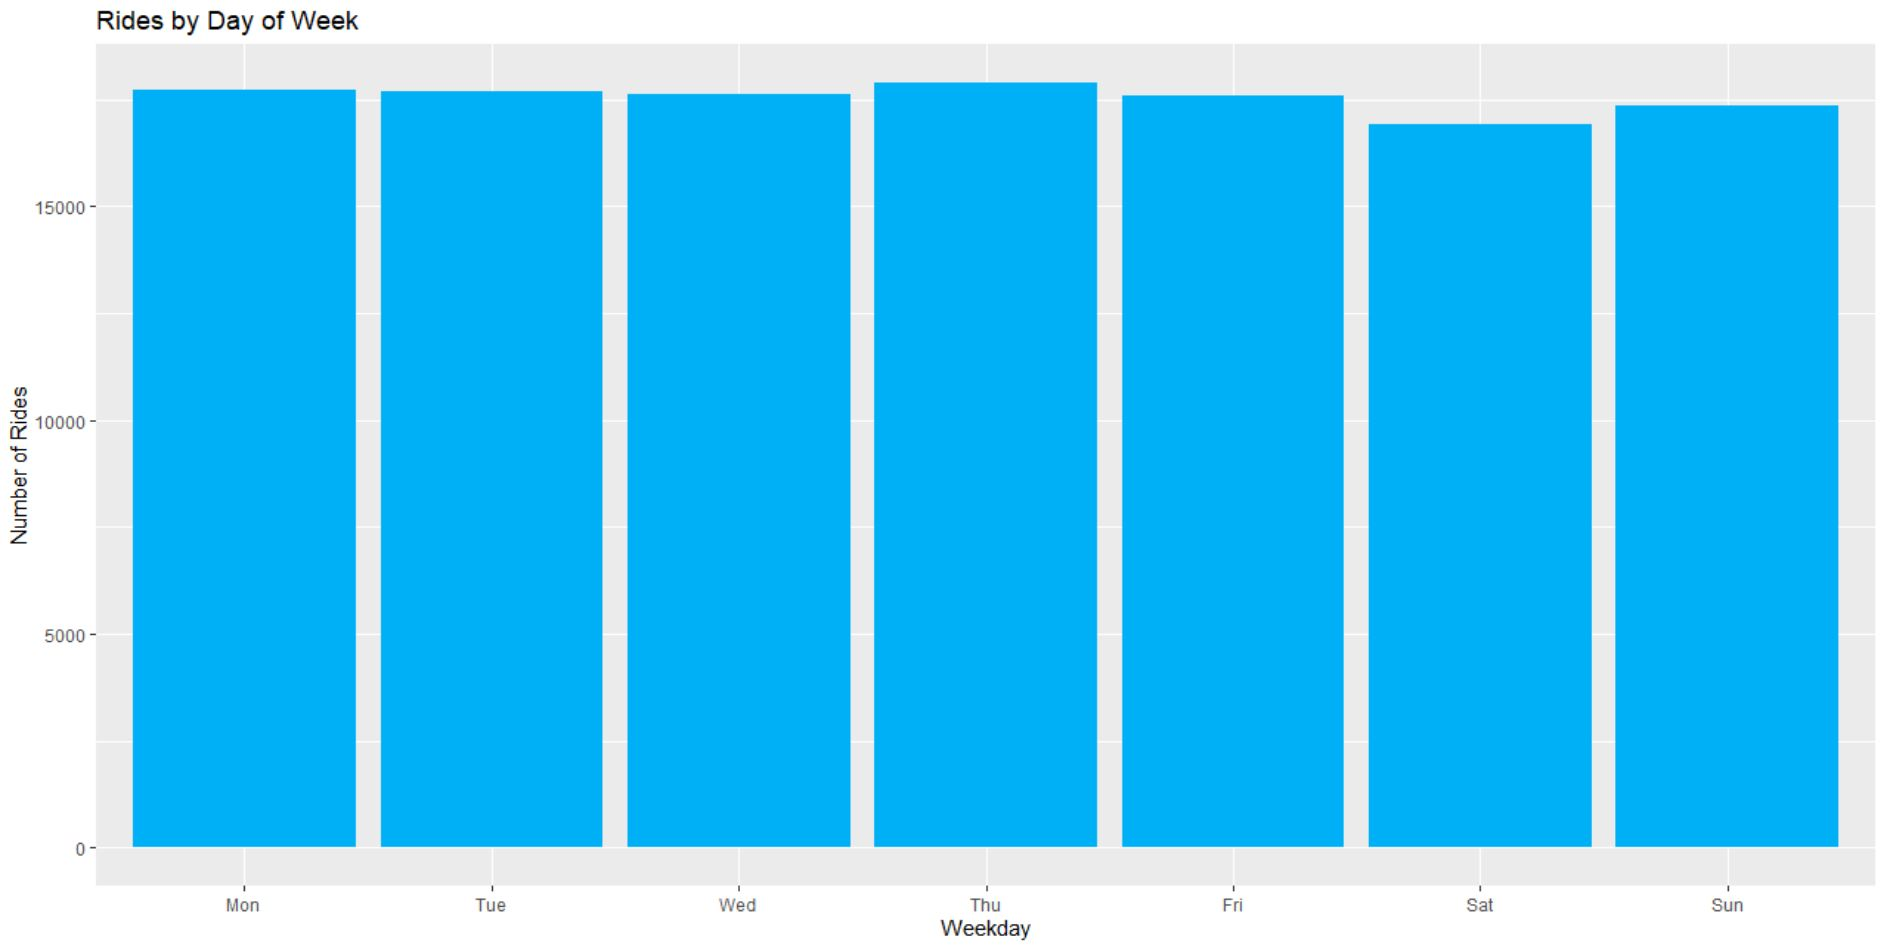 Rides by Day of Week
Number of Rides
15000
10000
5000
0
Mon Tue Wed Thu Fri Sat Sun
Weekday